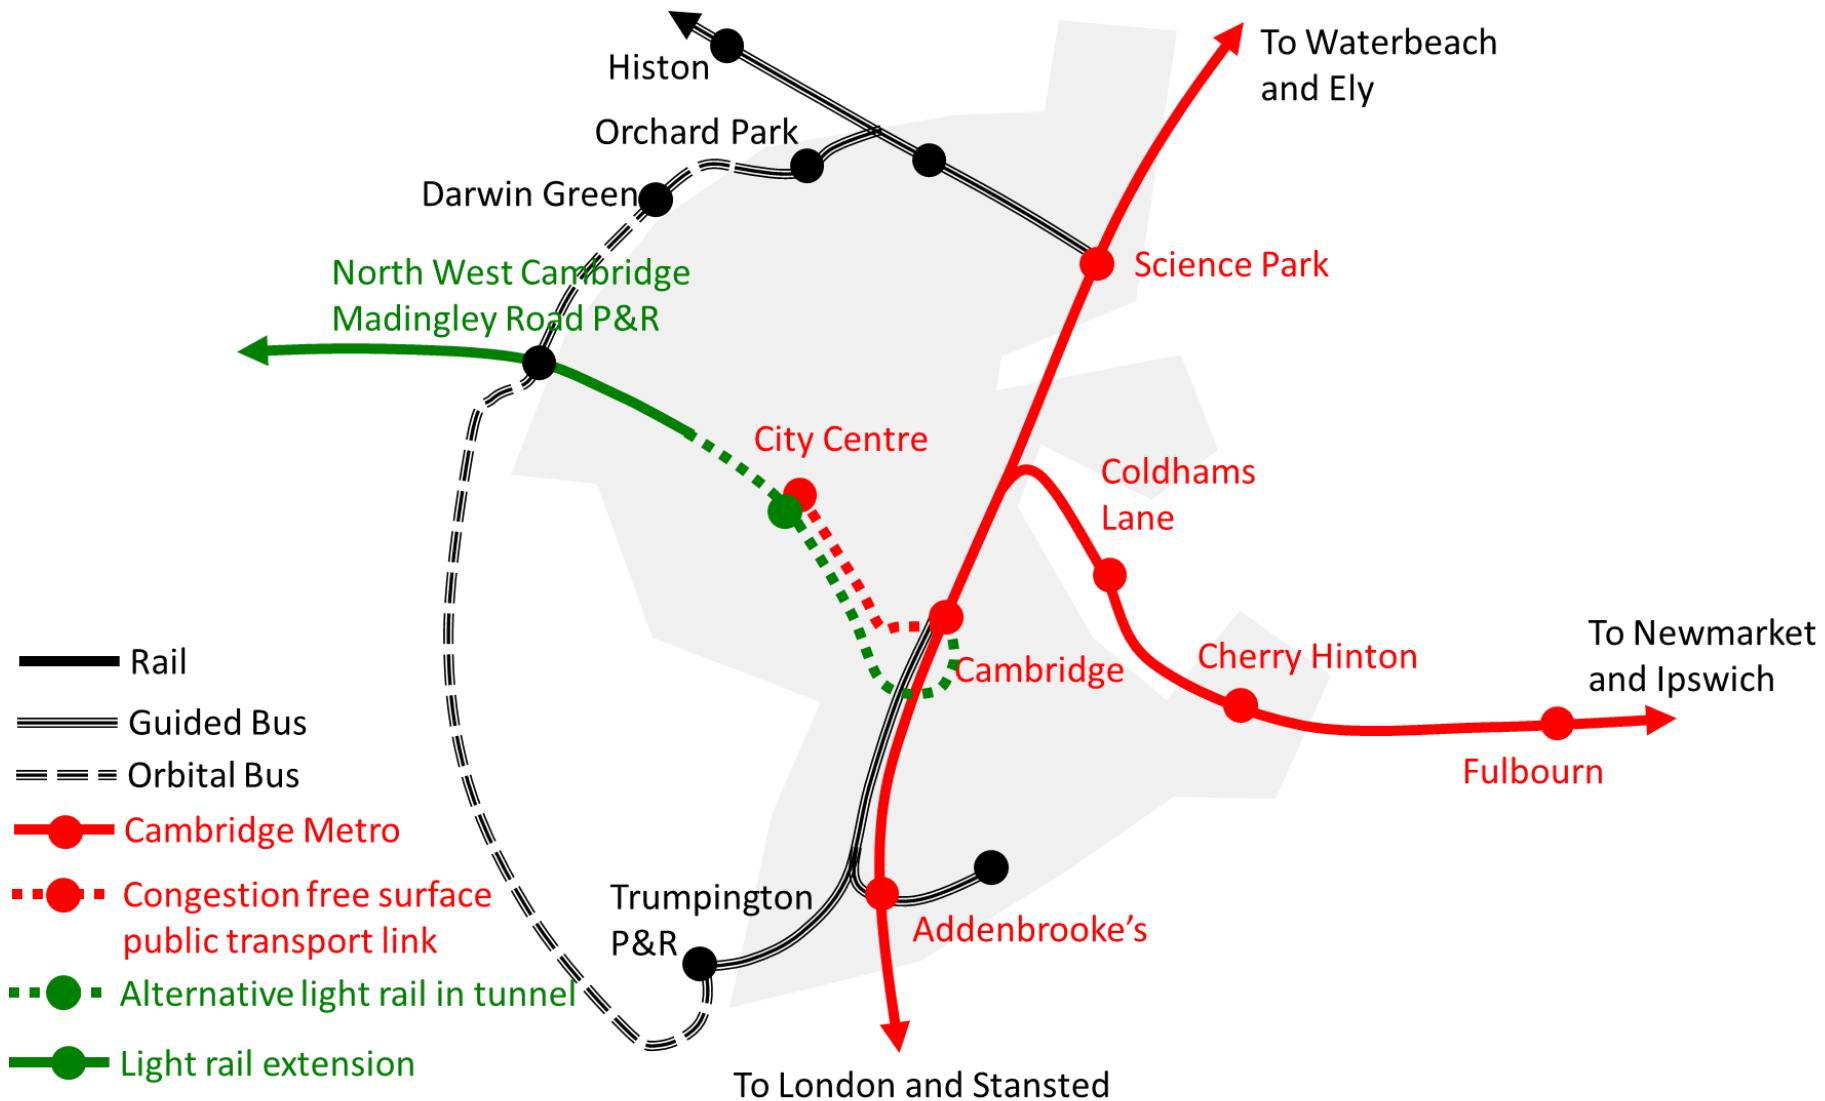 To Waterbeach
and Ely
Histon
Orchard Park
Darwin Green
Science Park
North West Cambridge
Madingley Road P&R
City Centre
Coldhams
Lane
To Newmarket
and Ipswich
Cherry Hinton
Cambridge
Fulbourn
Rail
Guided Bus
Orbital Bus
Cambridge Metro
Congestion free surface
public transport link
Alternative light rail in tunnel
Light rail extension
Trumpington
P&R
Addenbrooke’s
To London and Stansted